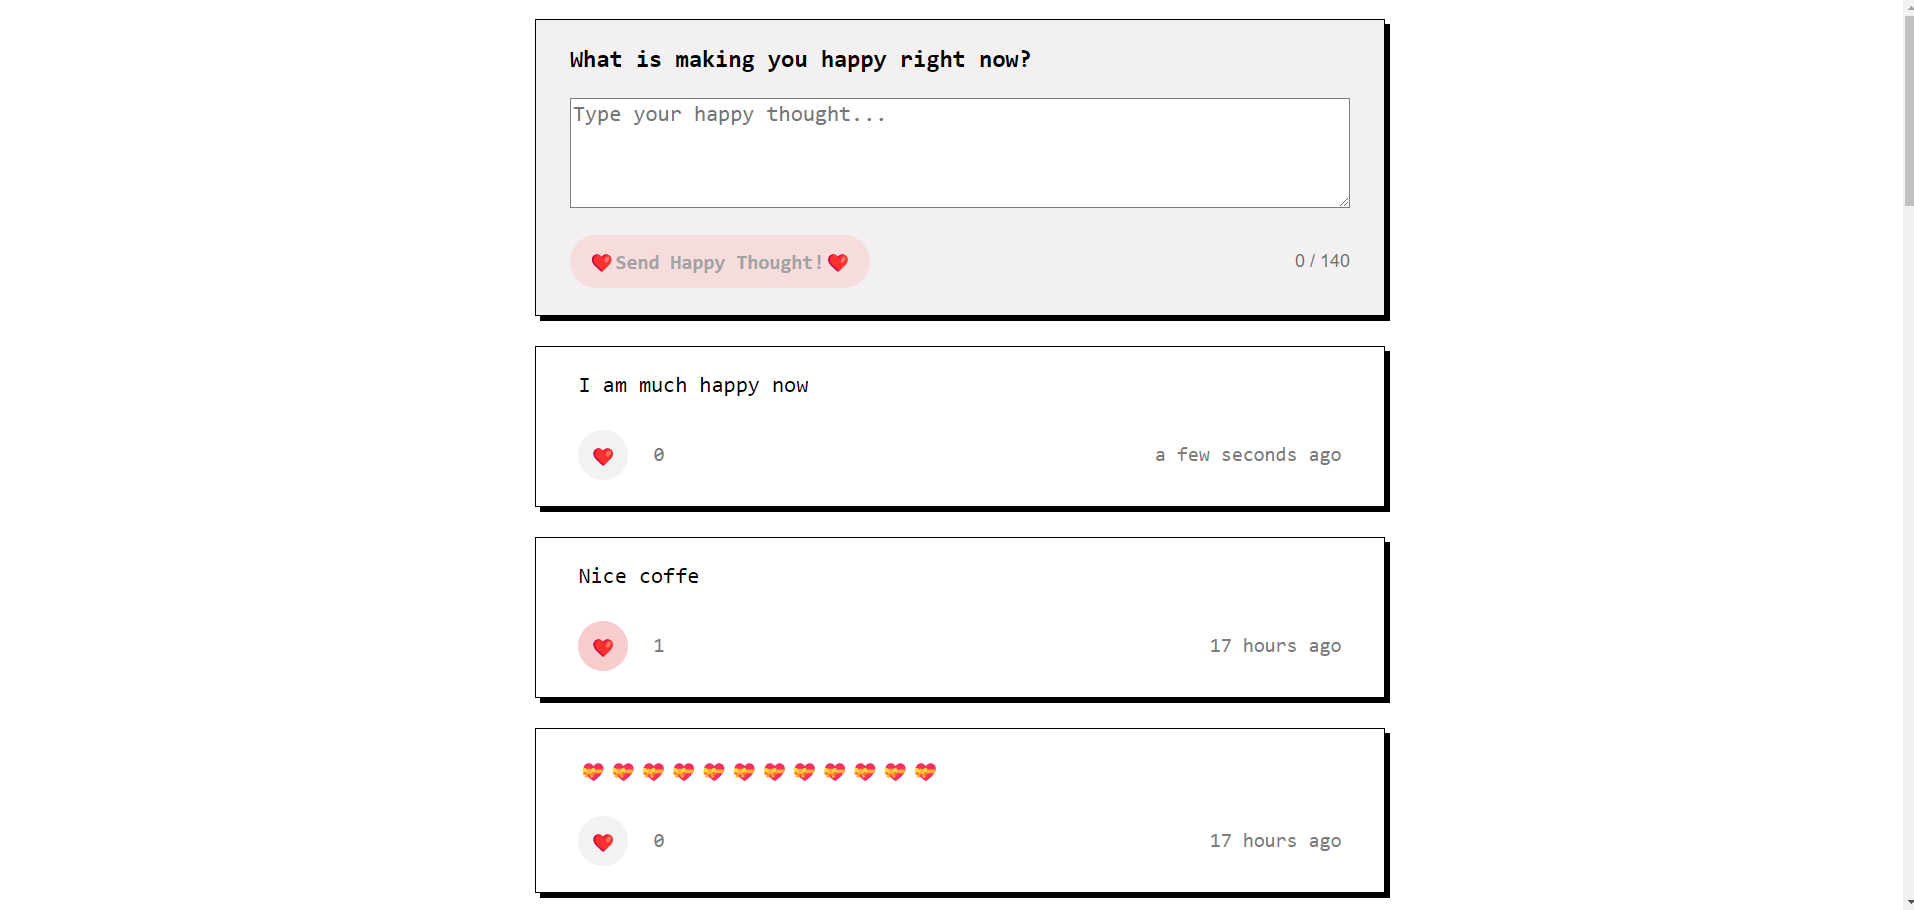 What is making you happy right now?
Type your happy thought...
❤️Send Happy Thought!❤️
0 / 140
I am much happy now
❤️ 0 a few seconds ago
Nice coffe
❤️ 1 17 hours ago
💝💝💝💝💝💝💝💝💝💝💝💝
❤️ 0 17 hours ago